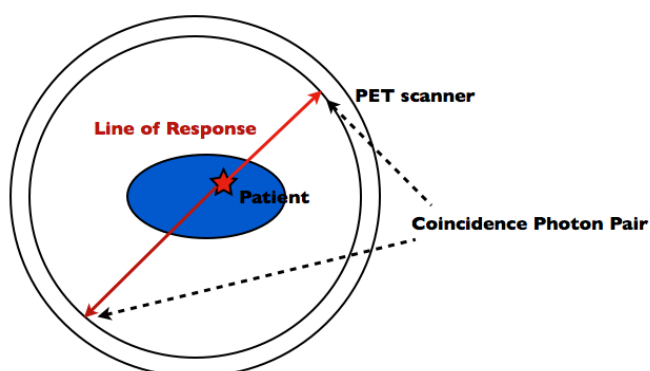 PET scanner
Line of Response
Patient
Coincidence Photon Pair